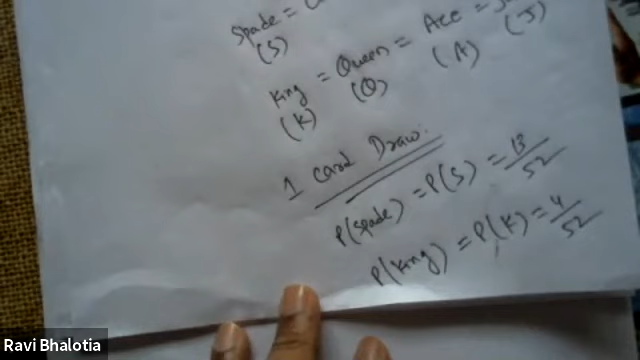 Spade =
(S)
King = Queen = Ace =
(K) (Q) (A) (J)
1 Card Draw:
P(Spade) = P(S) = 13/52
P(King) = P(K) = 4/52
Ravi Bhalotia